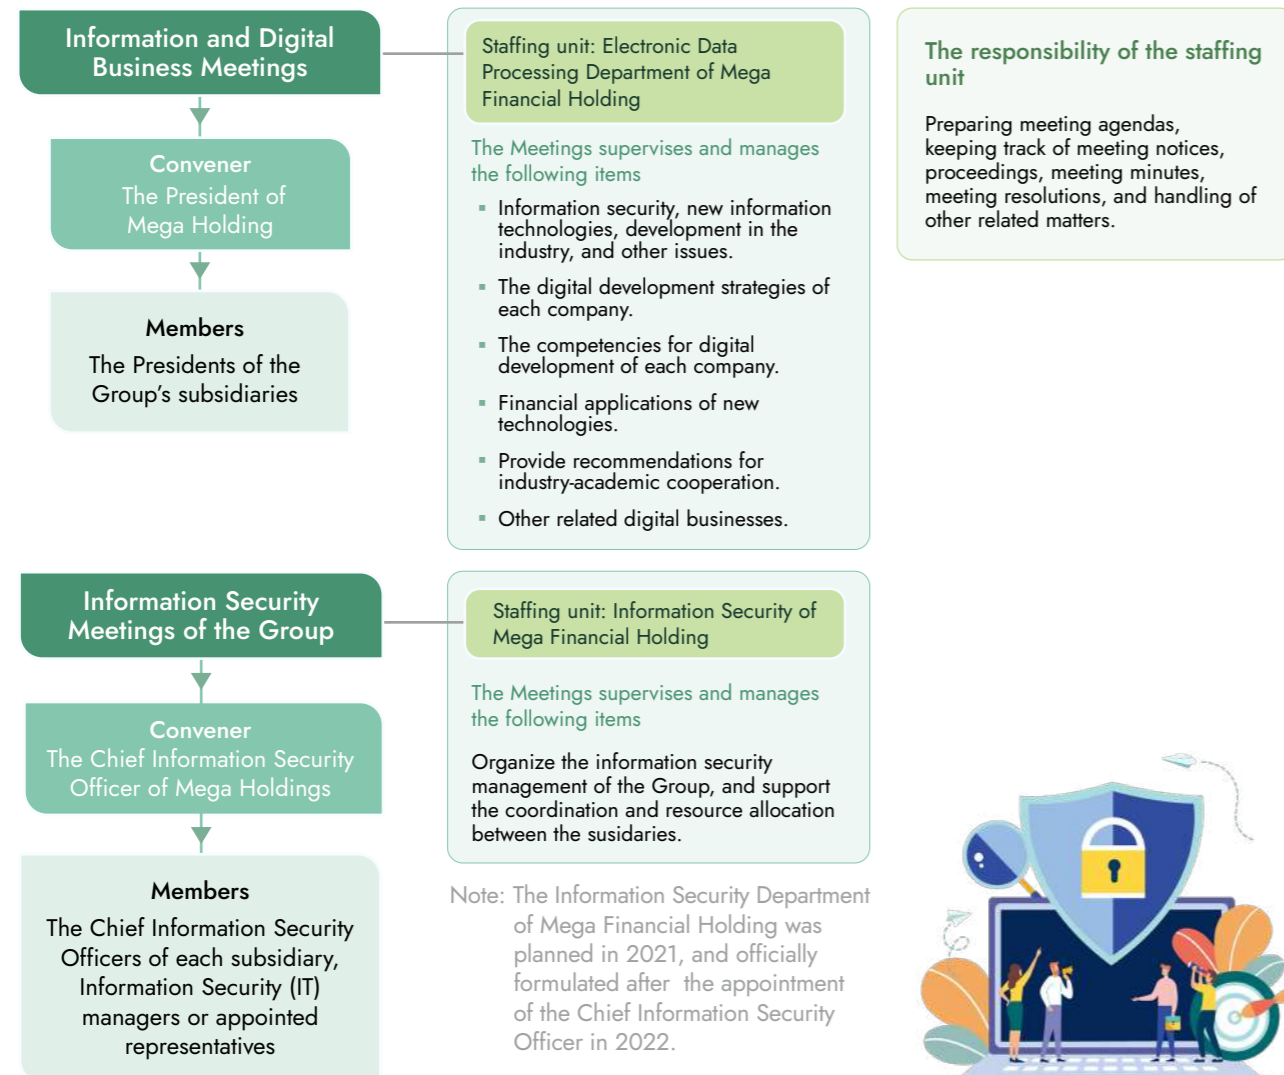 Information and Digital
Business Meetings
Convener
The President of
Mega Holding
Members
The Presidents of the
Group’s subsidiaries
Staffing unit: Electronic Data
Processing Department of Mega
Financial Holding
The Meetings supervises and manages
the following items
▪ Information security, new information
technologies, development in the
industry, and other issues.
▪ The digital development strategies of
each company.
▪ The competencies for digital
development of each company.
▪ Financial applications of new
technologies.
▪ Provide recommendations for
industry-academic cooperation.
▪ Other related digital businesses.
The responsibility of the staffing
unit
Preparing meeting agendas,
keeping track of meeting notices,
proceedings, meeting minutes,
meeting resolutions, and handling of
other related matters.
Information Security
Meetings of the Group
Convener
The Chief Information Security
Officer of Mega Holdings
Members
The Chief Information Security
Officers of each subsidiary,
Information Security (IT)
managers or appointed
representatives
Staffing unit: Information Security of
Mega Financial Holding
The Meetings supervises and manages
the following items
Organize the information security
management of the Group, and support
the coordination and resource allocation
between the susidaries.
Note: The Information Security Department
of Mega Financial Holding was
planned in 2021, and officially
formulated after the appointment
of the Chief Information Security
Officer in 2022.